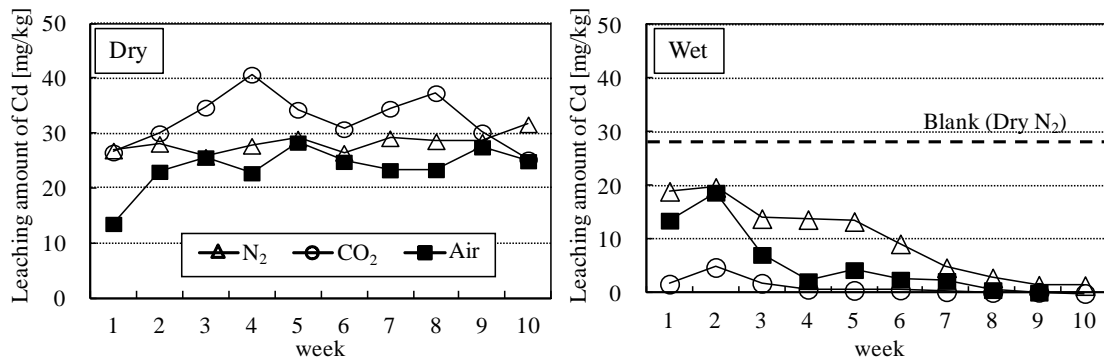 Leaching amount of Cd [mg/kg]
Dry
50
40
30
20
10
0
N₂ CO₂ Air
1 2 3 4 5 6 7 8 9 10
week
Leaching amount of Cd [mg/kg]
Wet
50
40
30
20
10
0
Blank (Dry N₂)
1 2 3 4 5 6 7 8 9 10
week